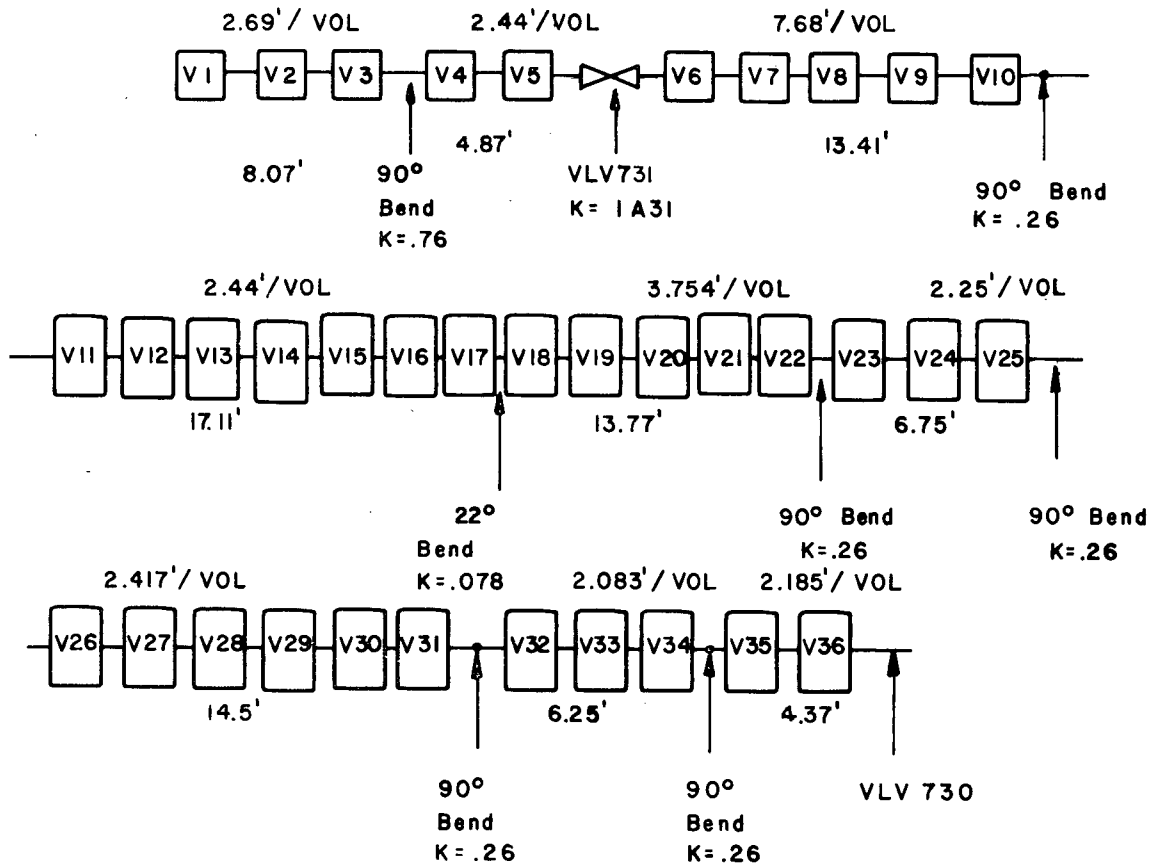 2.69'/ VOL 2.44'/ VOL 7.68'/ VOL
V1 V2 V3 V4 V5 V6 V7 V8 V9 V10
4.87' 13.41'
8.07' 90° VLV731
Bend K= 1A31 90° Bend
K=.76 K= .26
2.44'/ VOL 3.754'/ VOL 2.25'/ VOL
V11 V12 V13 V14 V15 V16 V17 V18 V19 V20 V21 V22 V23 V24 V25
17.11' 13.77' 6.75'
22° 90° Bend 90° Bend
Bend K=.26 K=.26
K=.078
2.417'/ VOL 2.083'/ VOL 2.185'/ VOL
V26 V27 V28 V29 V30 V31 V32 V33 V34 V35 V36
14.5' 6.25' 4.37'
90° 90° VLV 730
Bend Bend
K= .26 K= .26